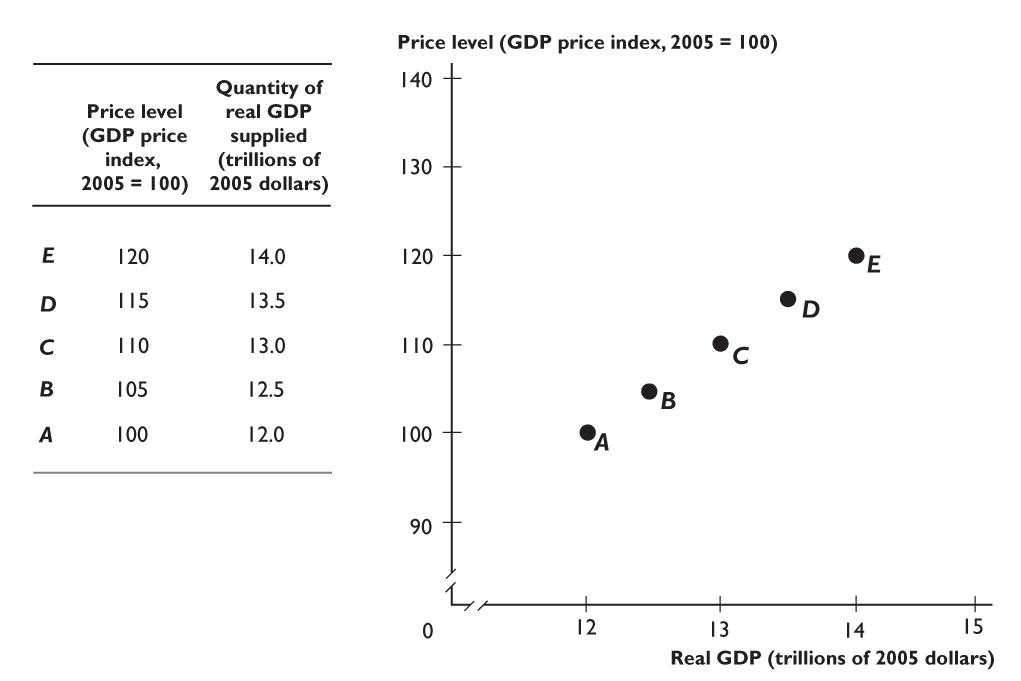 Price level (GDP price index, 2005 = 100)
Price level
(GDP price
index,
2005 = 100)
Quantity of
real GDP
supplied
(trillions of
2005 dollars)
E 120 14.0
D 115 13.5
C 110 13.0
B 105 12.5
A 100 12.0
140
130
120
110
100
90
0
E
D
C
B
A
12 13 14 15
Real GDP (trillions of 2005 dollars)